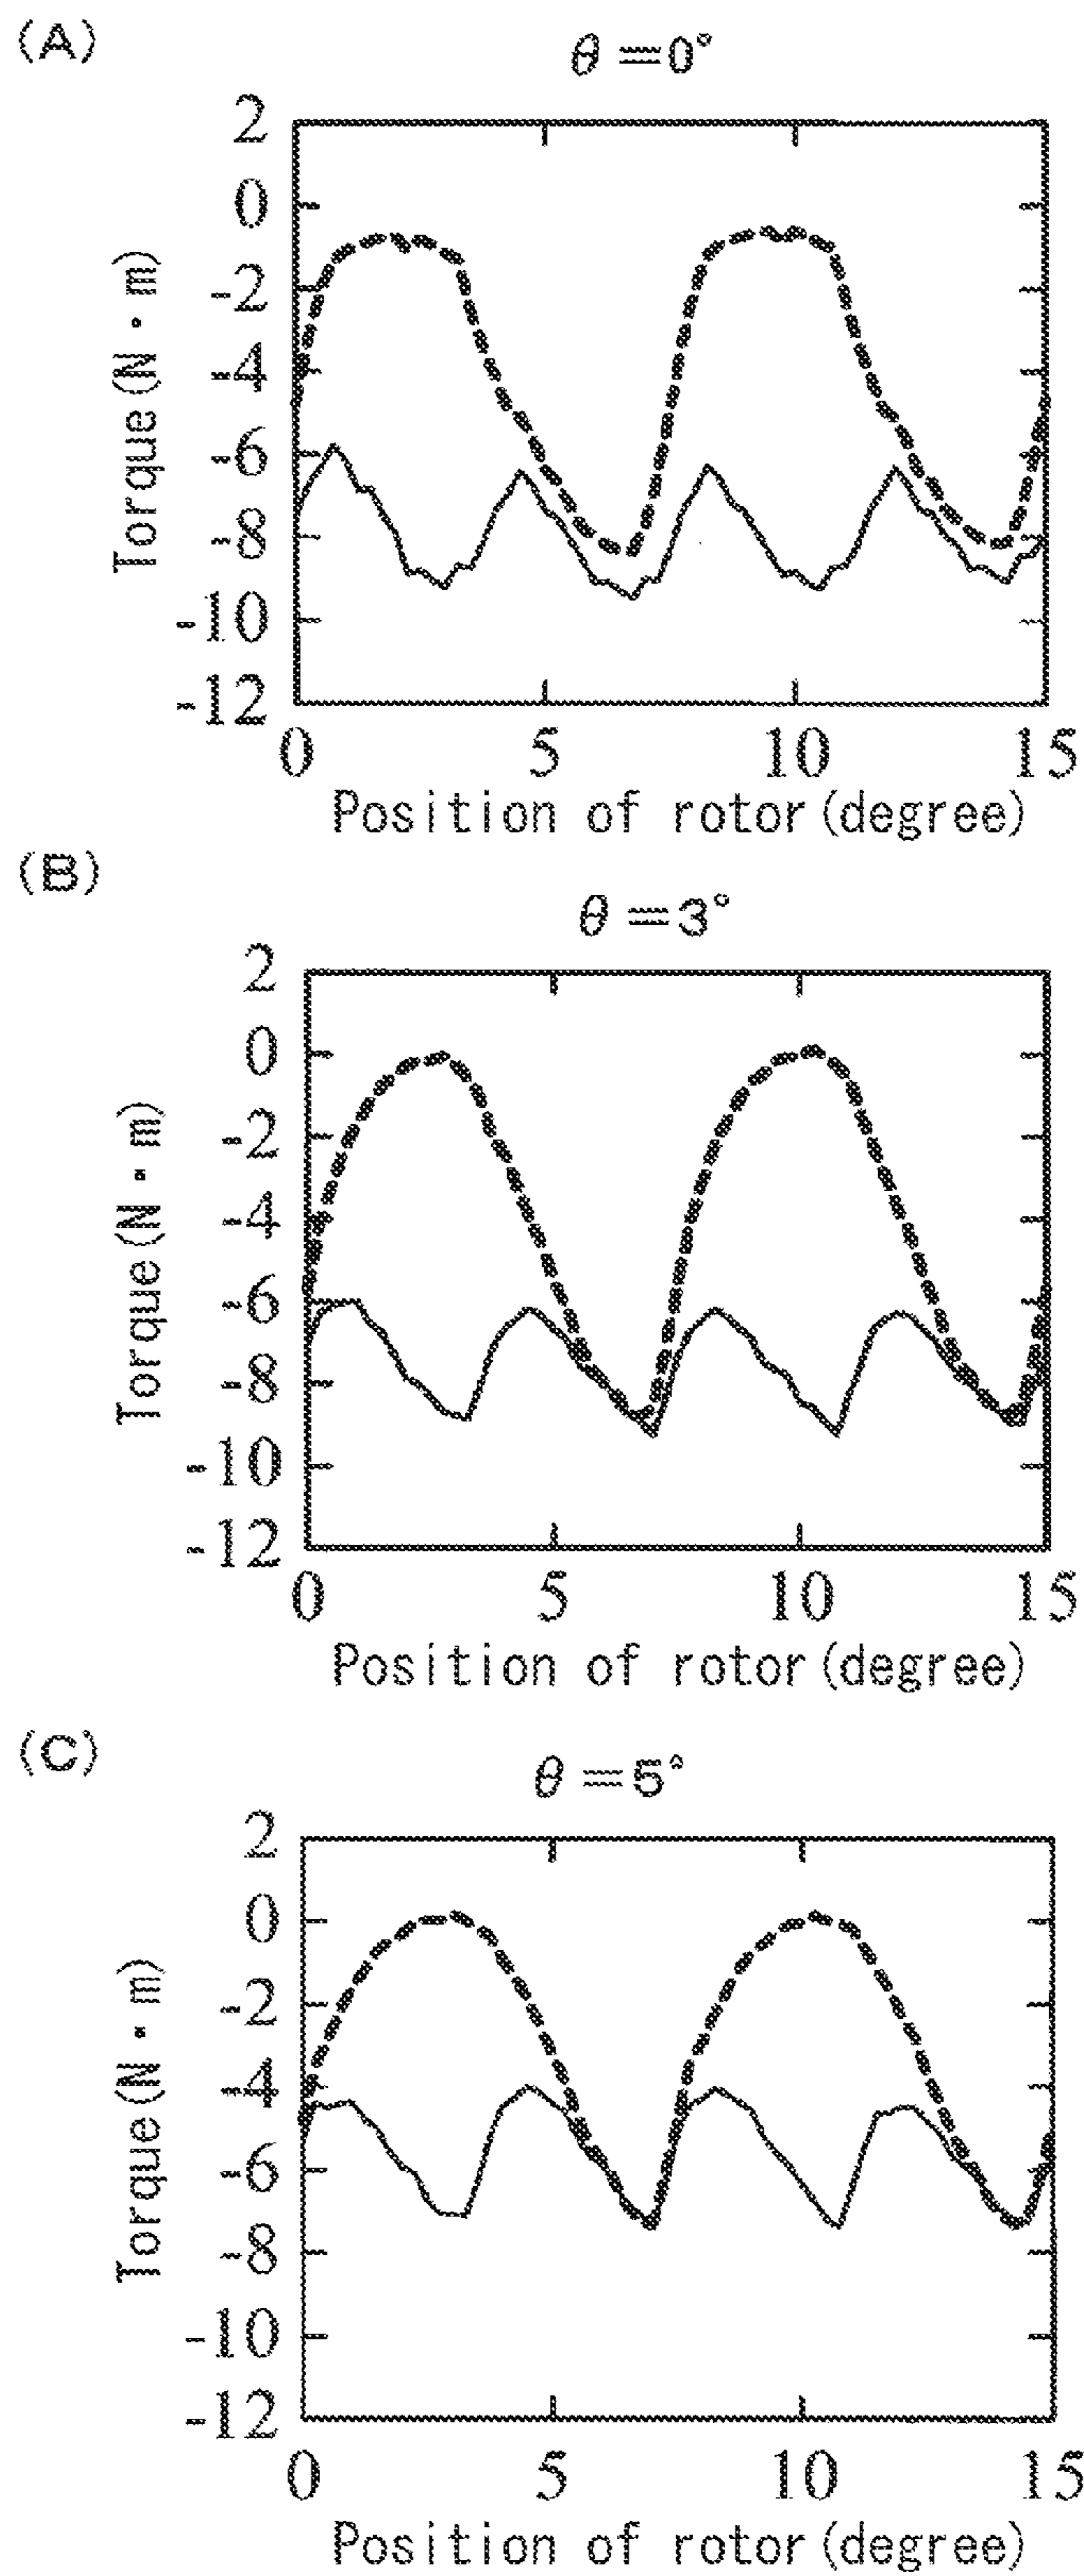 (A)
θ=0°
2
0
-2
-4
-6
-8
-10
-12
Torque(N・m)
0 5 10 15
Position of rotor(degree)
(B)
θ=3°
2
0
-2
-4
-6
-8
-10
-12
Torque(N・m)
0 5 10 15
Position of rotor(degree)
(C)
θ=5°
2
0
-2
-4
-6
-8
-10
-12
Torque(N・m)
0 5 10 15
Position of rotor(degree)